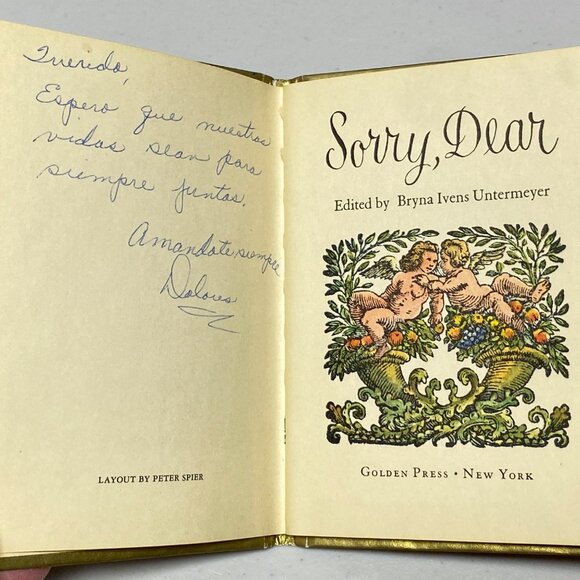 Querido,
Espero que nuestras
vidas sean para
siempre juntas.
Amandote siempre
Dolores
LAYOUT BY PETER SPIER
Sorry, Dear
Edited by Bryna Ivens Untermeyer
GOLDEN PRESS • NEW YORK